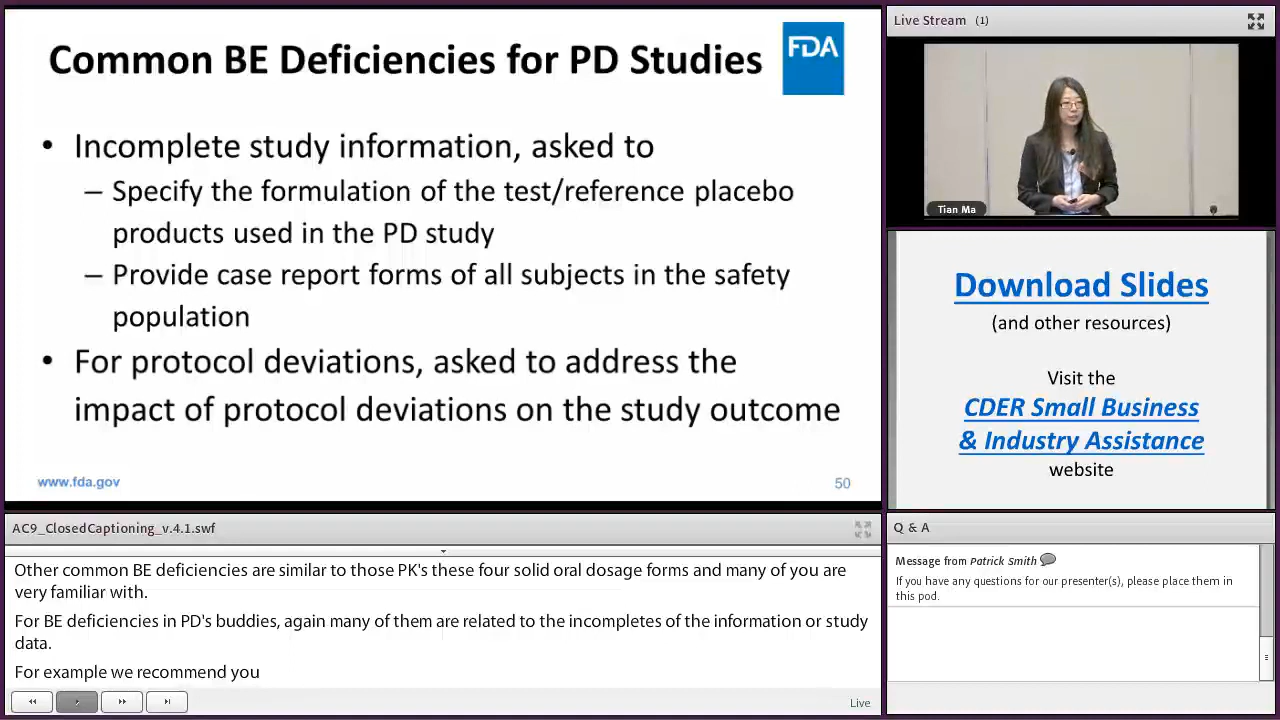 Common BE Deficiencies for PD Studies
FDA
• Incomplete study information, asked to
– Specify the formulation of the test/reference placebo
products used in the PD study
– Provide case report forms of all subjects in the safety
population
• For protocol deviations, asked to address the
impact of protocol deviations on the study outcome
www.fda.gov
50
Live Stream (1)
Tian Ma
Download Slides
(and other resources)
Visit the
CDER Small Business
& Industry Assistance
website
AC9_ClosedCaptioning_v.4.1.swf
Other common BE deficiencies are similar to those PK's these four solid oral dosage forms and many of you are
very familiar with.
For BE deficiencies in PD's buddies, again many of them are related to the incompletes of the information or study
data.
For example we recommend you
Live
Q & A
Message from Patrick Smith
If you have any questions for our presenter(s), please place them in
this pod.